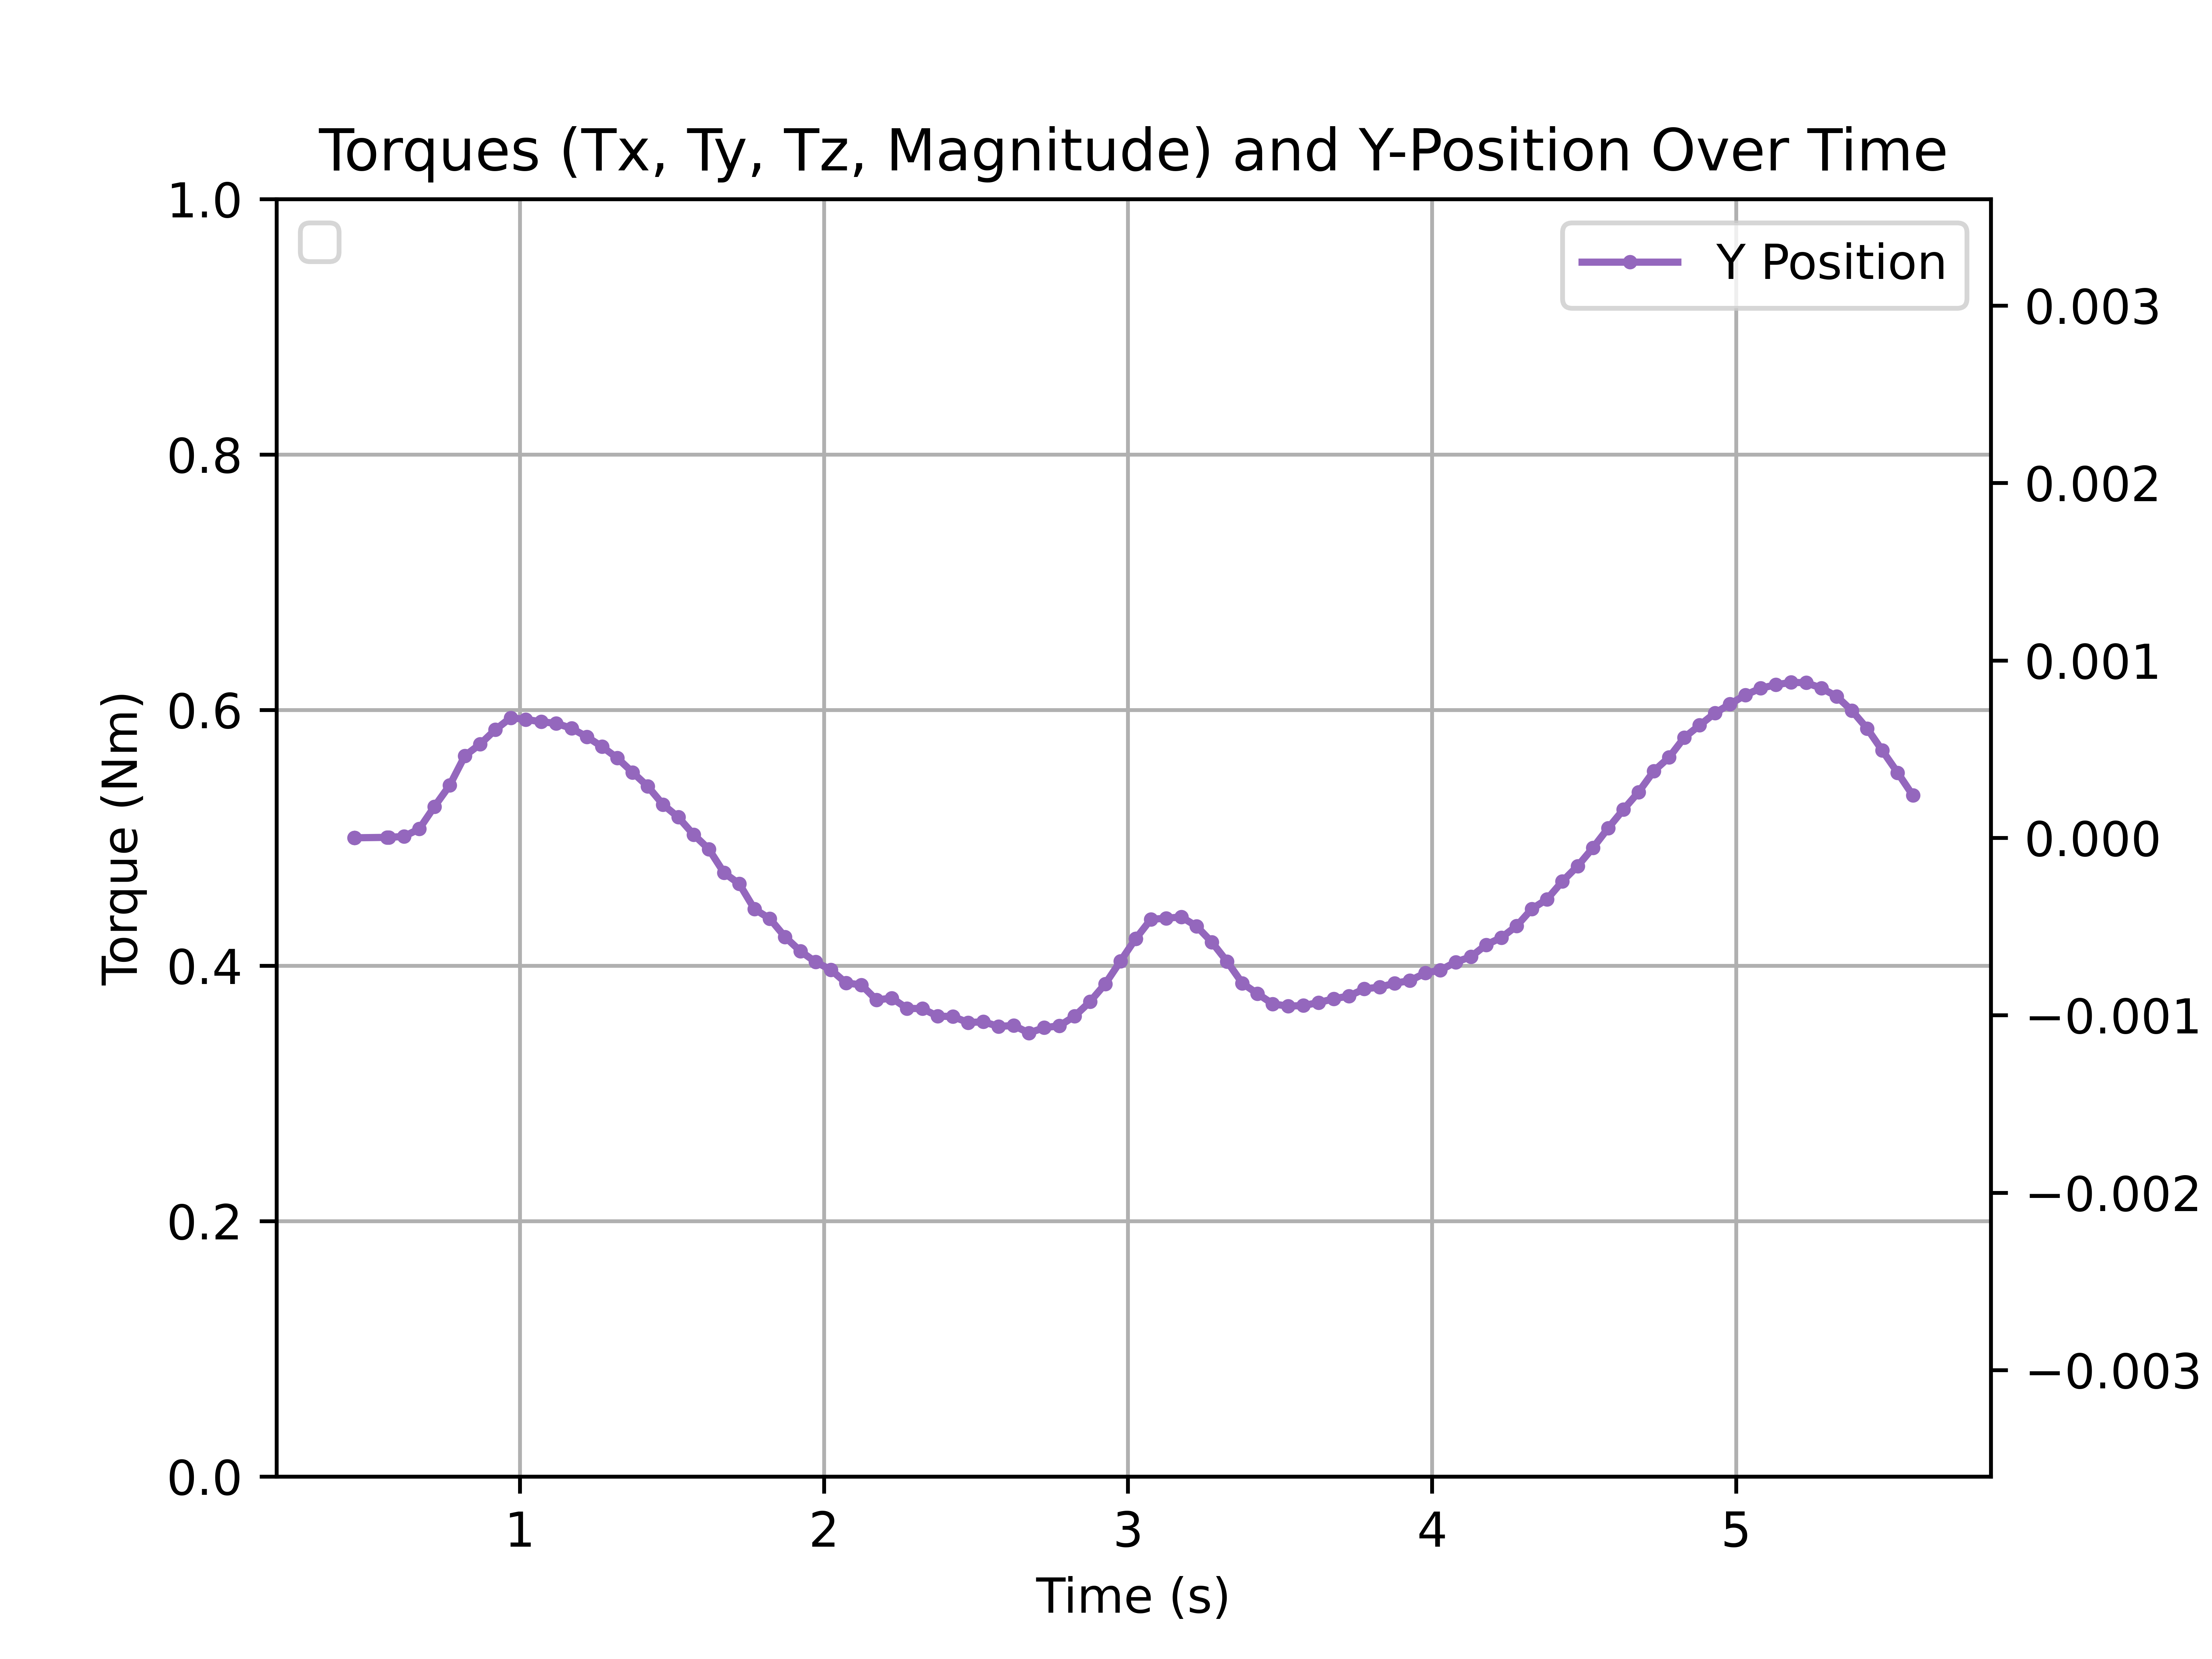 Torques (Tx, Ty, Tz, Magnitude) and Y-Position Over Time
Y Position
Torque (Nm)
1.0
0.8
0.6
0.4
0.2
0.0
0.003
0.002
0.001
0.000
−0.001
−0.002
−0.003
1 2 3 4 5
Time (s)